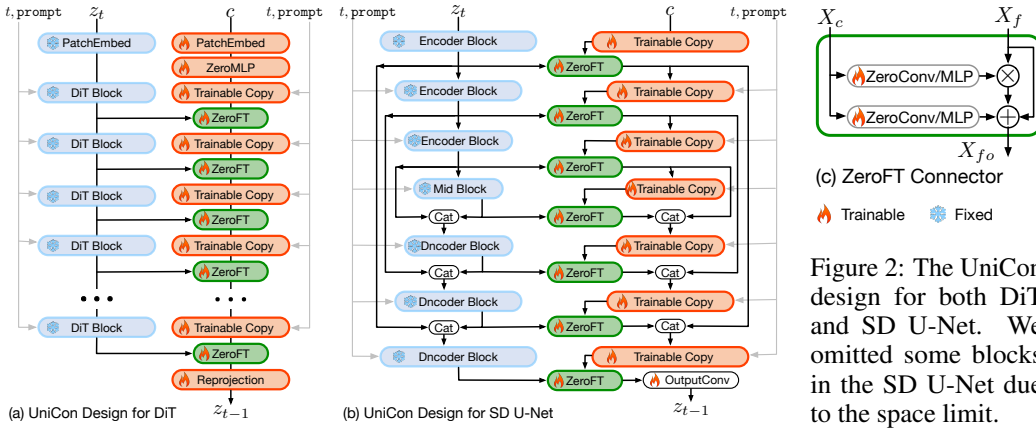 t, prompt
z_t
c
t, prompt
PatchEmbed
PatchEmbed
ZeroMLP
DiT Block
Trainable Copy
ZeroFT
DiT Block
Trainable Copy
ZeroFT
DiT Block
Trainable Copy
ZeroFT
DiT Block
Trainable Copy
ZeroFT
DiT Block
Trainable Copy
ZeroFT
Reprojection
(a) UniCon Design for DiT
z_{t-1}
t, prompt
z_t
c
t, prompt
Encoder Block
Trainable Copy
ZeroFT
Encoder Block
Trainable Copy
ZeroFT
Encoder Block
Trainable Copy
ZeroFT
Mid Block
Trainable Copy
Cat
ZeroFT
Cat
Dncoder Block
Trainable Copy
Cat
ZeroFT
Cat
Dncoder Block
Trainable Copy
Cat
ZeroFT
Cat
Dncoder Block
Trainable Copy
ZeroFT
OutputConv
(b) UniCon Design for SD U-Net
z_{t-1}
X_c
X_f
ZeroConv/MLP
ZeroConv/MLP
X_{fo}
(c) ZeroFT Connector
Trainable
Fixed
Figure 2: The UniCon
design for both DiT
and SD U-Net. We
omitted some blocks
in the SD U-Net due
to the space limit.